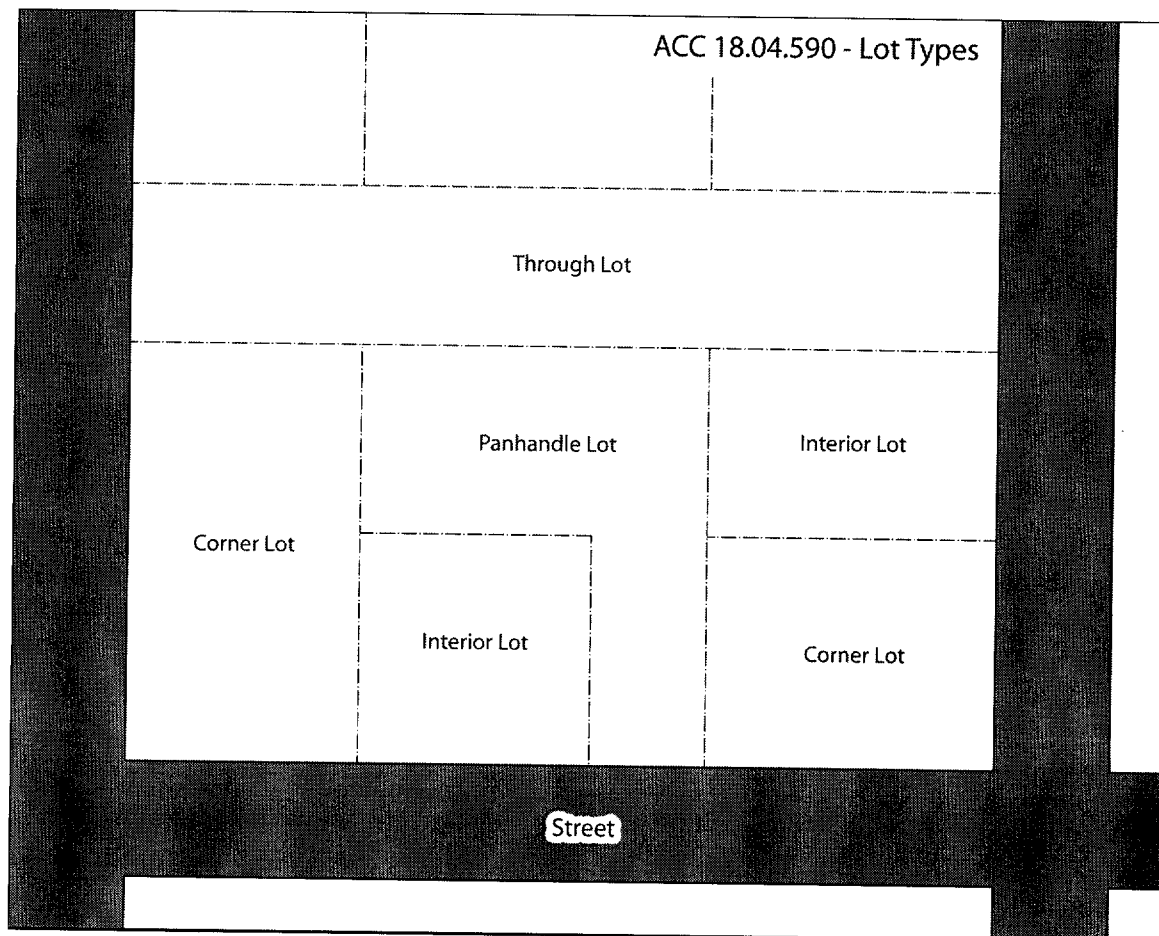 ACC 18.04.590 - Lot Types
Through Lot
Panhandle Lot
Interior Lot
Corner Lot
Interior Lot
Corner Lot
Street